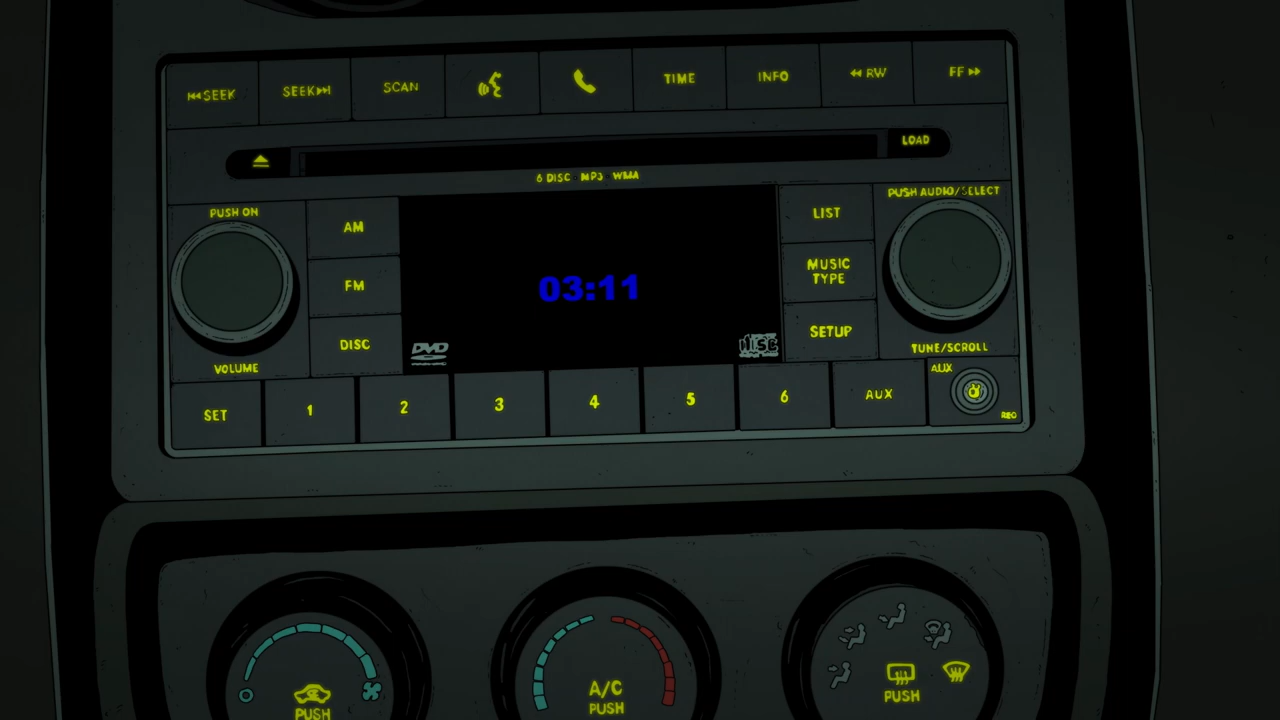 SEEK
SEEK
SCAN
TIME
INFO
RW
FF
LOAD
6 DISC · MP3 · WMA
PUSH ON
PUSH AUDIO/SELECT
AM
LIST
FM
MUSIC
TYPE
03:11
DISC
SETUP
DVD
DISC
VOLUME
TUNE/SCROLL
SET
1
2
3
4
5
6
AUX
AUX
PUSH
A/C
PUSH
PUSH